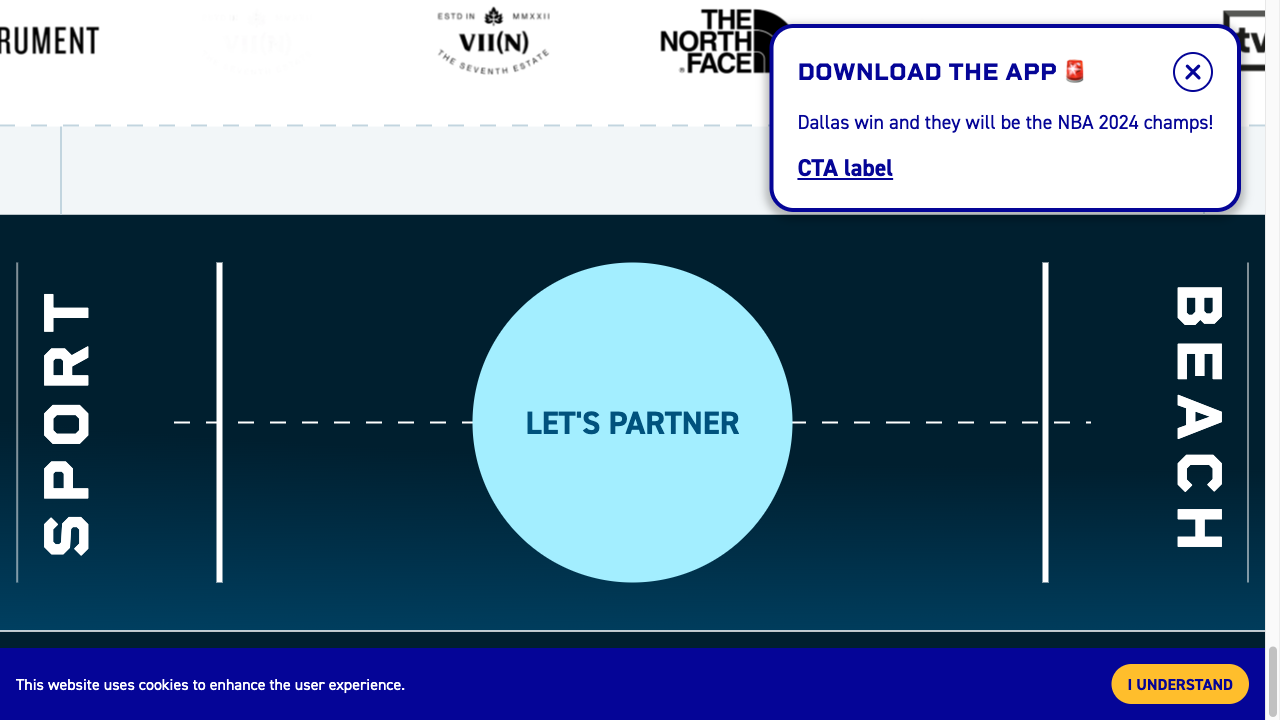 RUMENT
ESTD IN MMXXII
VII(N)
THE SEVENTH ESTATE
THE
NORTH
FACE
tv
DOWNLOAD THE APP 🚨
Dallas win and they will be the NBA 2024 champs!
CTA label
SPORT
LET'S PARTNER
BEACH
This website uses cookies to enhance the user experience.
I UNDERSTAND